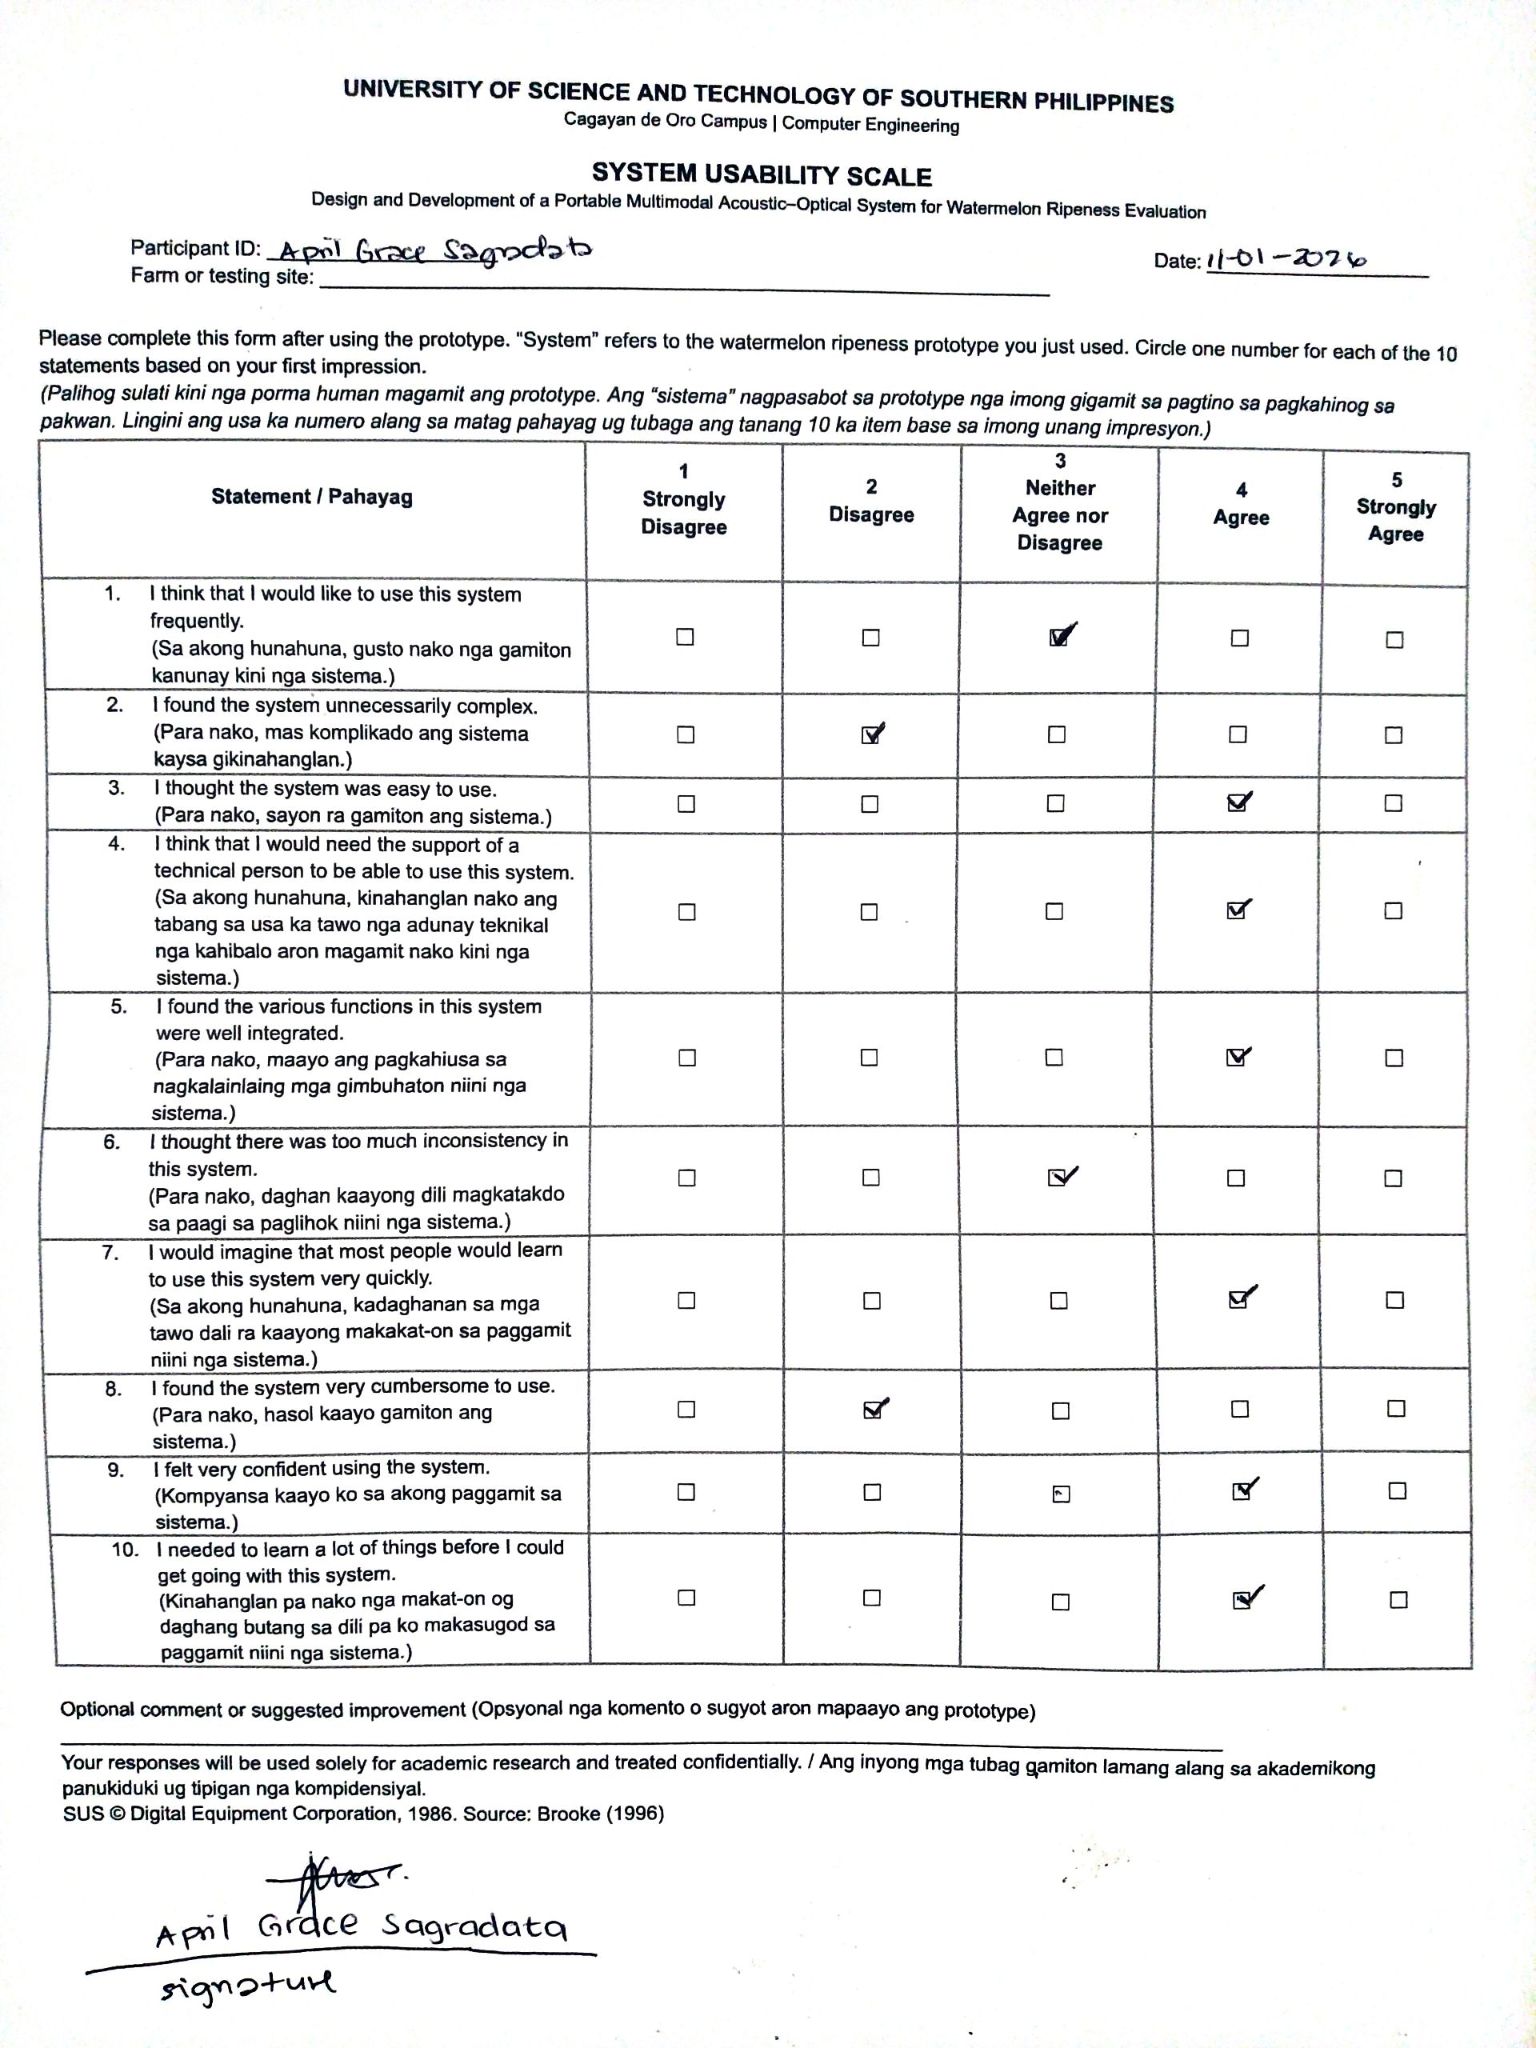 UNIVERSITY OF SCIENCE AND TECHNOLOGY OF SOUTHERN PHILIPPINES
Cagayan de Oro Campus | Computer Engineering
SYSTEM USABILITY SCALE
Design and Development of a Portable Multimodal Acoustic–Optical System for Watermelon Ripeness Evaluation
Participant ID: April Grace Sagradata
Date: 11-01-2026
Farm or testing site:
Please complete this form after using the prototype. "System" refers to the watermelon ripeness prototype you just used. Circle one number for each of the 10
statements based on your first impression.
(Palihog sulati kini nga porma human magamit ang prototype. Ang "sistema" nagpasabot sa prototype nga imong gigamit sa pagtino sa pagkahinog sa
pakwan. Lingini ang usa ka numero alang sa matag pahayag ug tubaga ang tanang 10 ka item base sa imong unang impresyon.)
Statement / Pahayag
1
Strongly
Disagree
2
Disagree
3
Neither
Agree nor
Disagree
4
Agree
5
Strongly
Agree
1. I think that I would like to use this system
frequently.
(Sa akong hunahuna, gusto nako nga gamiton
kanunay kini nga sistema.)
2. I found the system unnecessarily complex.
(Para nako, mas komplikado ang sistema
kaysa gikinahanglan.)
3. I thought the system was easy to use.
(Para nako, sayon ra gamiton ang sistema.)
4. I think that I would need the support of a
technical person to be able to use this system.
(Sa akong hunahuna, kinahanglan nako ang
tabang sa usa ka tawo nga adunay teknikal
nga kahibalo aron magamit nako kini nga
sistema.)
5. I found the various functions in this system
were well integrated.
(Para nako, maayo ang pagkahiusa sa
nagkalainlaing mga gimbuhaton niini nga
sistema.)
6. I thought there was too much inconsistency in
this system.
(Para nako, daghan kaayong dili magkatakdo
sa paagi sa paglihok niini nga sistema.)
7. I would imagine that most people would learn
to use this system very quickly.
(Sa akong hunahuna, kadaghanan sa mga
tawo dali ra kaayong makakat-on sa paggamit
niini nga sistema.)
8. I found the system very cumbersome to use.
(Para nako, hasol kaayo gamiton ang
sistema.)
9. I felt very confident using the system.
(Kompyansa kaayo ko sa akong paggamit sa
sistema.)
10. I needed to learn a lot of things before I could
get going with this system.
(Kinahanglan pa nako nga makat-on og
daghang butang sa dili pa ko makasugod sa
paggamit niini nga sistema.)
Optional comment or suggested improvement (Opsyonal nga komento o sugyot aron mapaayo ang prototype)
Your responses will be used solely for academic research and treated confidentially. / Ang inyong mga tubag gamiton lamang alang sa akademikong
panukiduki ug tipigan nga kompidensiyal.
SUS © Digital Equipment Corporation, 1986. Source: Brooke (1996)
April Grace Sagradata
signature